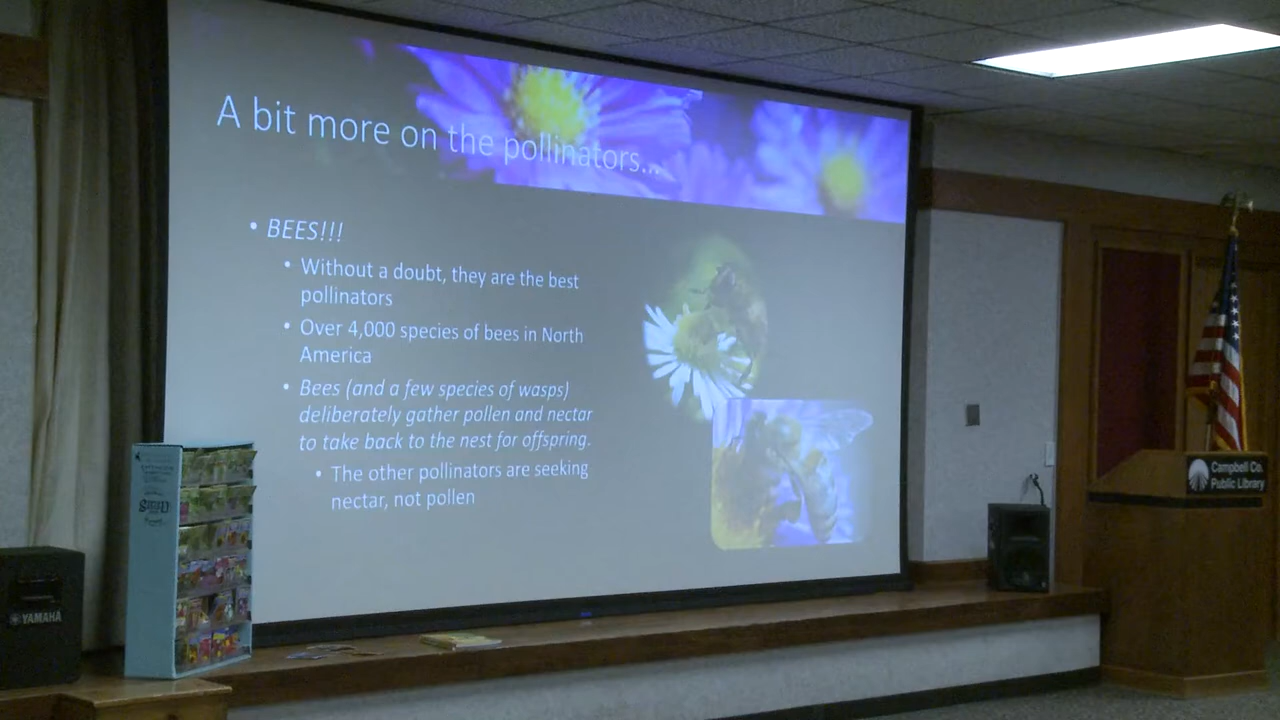 A bit more on the pollinators...
• BEES!!!
• Without a doubt, they are the best
pollinators
• Over 4,000 species of bees in North
America
• Bees (and a few species of wasps)
deliberately gather pollen and nectar
to take back to the nest for offspring.
• The other pollinators are seeking
nectar, not pollen
YAMAHA
Campbell Co.
Public Library